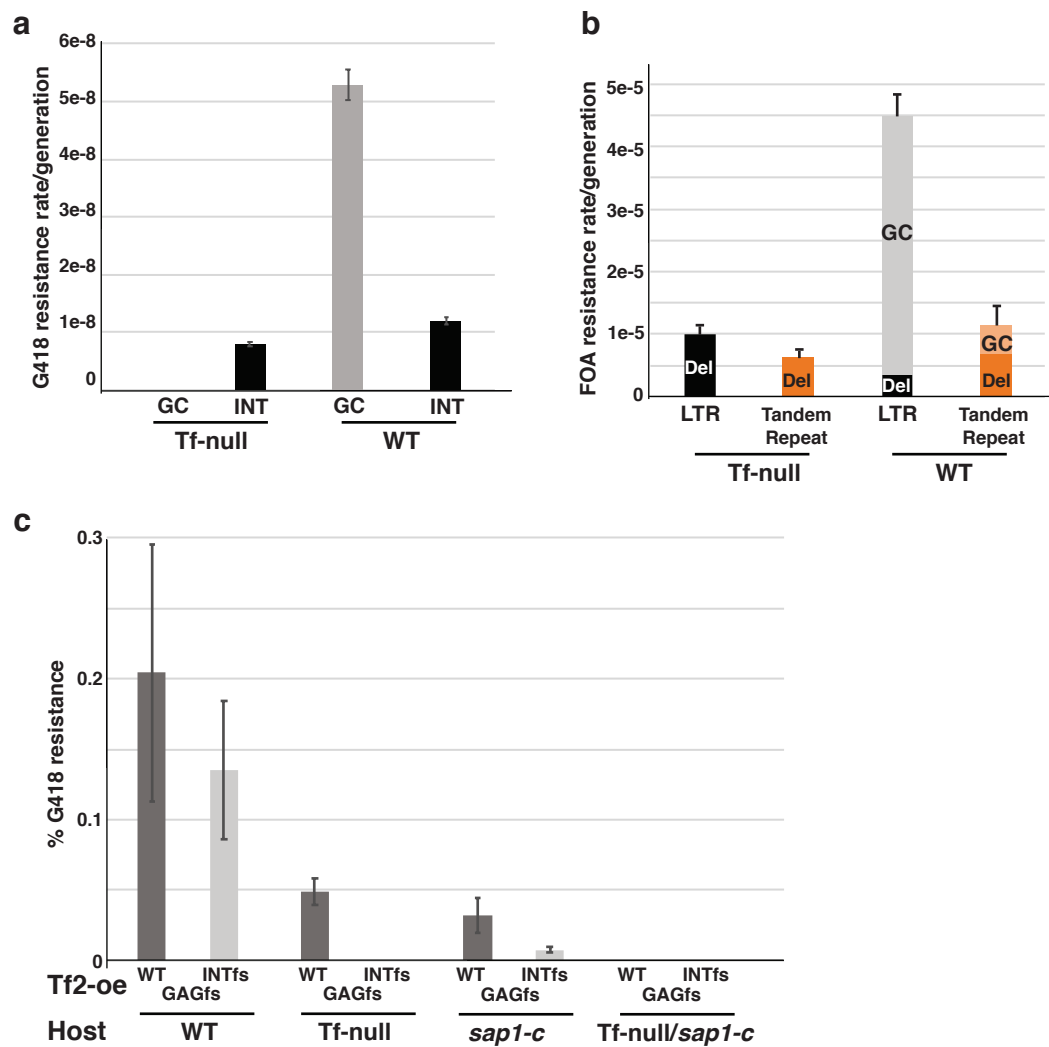 a
6e-8
5e-8
4e-8
3e-8
2e-8
1e-8
0
G418 resistance rate/generation
GC INT GC INT
Tf-null WT
b
5e-5
4e-5
3e-5
2e-5
1e-5
0
FOA resistance rate/generation
GC
Del Del Del GC Del
LTR Tandem Repeat LTR Tandem Repeat
Tf-null WT
c
0.3
0.2
0.1
0
% G418 resistance
Tf2-oe WT INTfs WT INTfs WT INTfs WT INTfs
GAGfs GAGfs GAGfs GAGfs
Host WT Tf-null sap1-c Tf-null/sap1-c